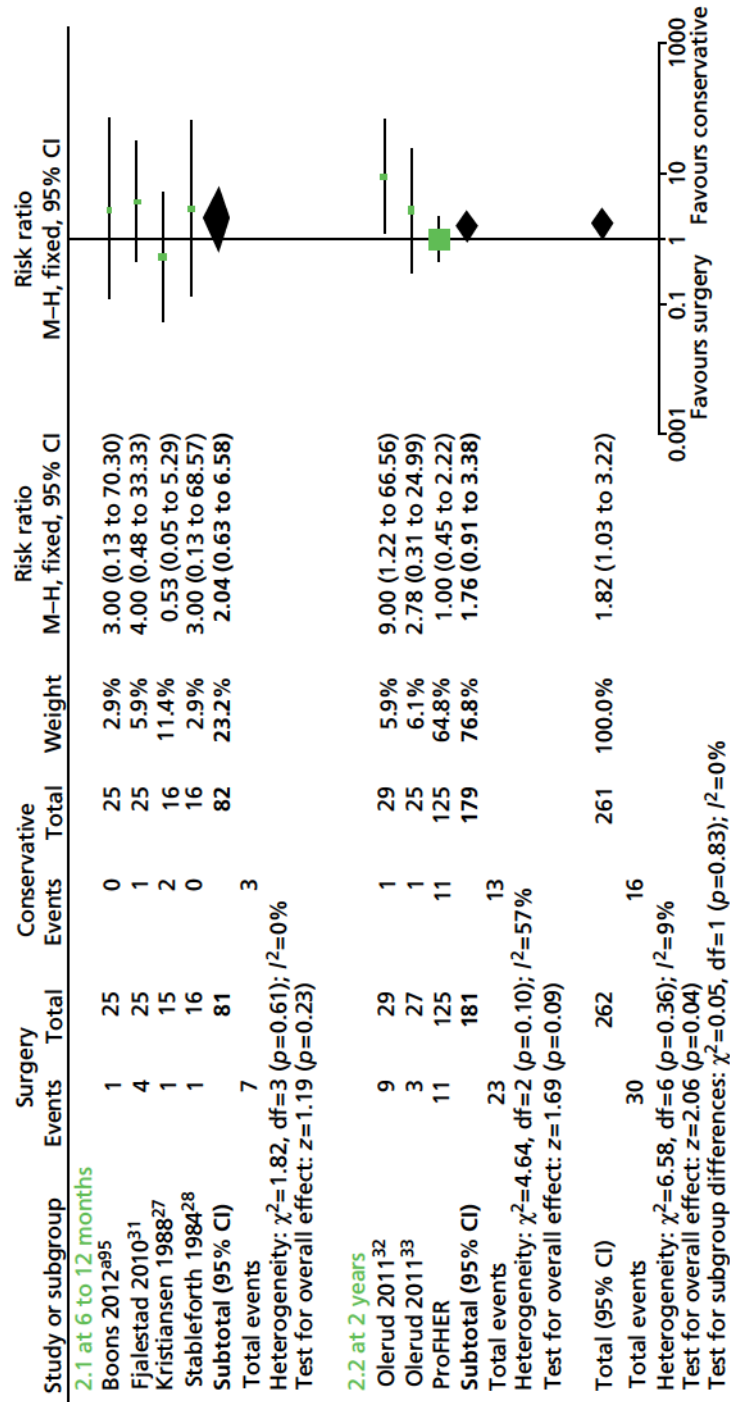 Surgery Conservative Risk ratio Risk ratio
Study or subgroup Events Total Events Total Weight M–H, fixed, 95% CI M–H, fixed, 95% CI
2.1 at 6 to 12 months
Boons 2012a95 1 25 0 25 2.9% 3.00 (0.13 to 70.30)
Fjalestad 201031 4 25 1 25 5.9% 4.00 (0.48 to 33.33)
Kristiansen 198827 1 15 2 16 11.4% 0.53 (0.05 to 5.29)
Stableforth 198428 1 16 0 16 2.9% 3.00 (0.13 to 68.57)
Subtotal (95% CI) 81 82 23.2% 2.04 (0.63 to 6.58)
Total events 7 3
Heterogeneity: χ2=1.82, df=3 (p=0.61); I2=0%
Test for overall effect: z=1.19 (p=0.23)
2.2 at 2 years
Olerud 201132 9 29 1 29 5.9% 9.00 (1.22 to 66.56)
Olerud 201133 3 27 1 25 6.1% 2.78 (0.31 to 24.99)
ProFHER 11 125 11 125 64.8% 1.00 (0.45 to 2.22)
Subtotal (95% CI) 181 179 76.8% 1.76 (0.91 to 3.38)
Total events 23 13
Heterogeneity: χ2=4.64, df=2 (p=0.10); I2=57%
Test for overall effect: z=1.69 (p=0.09)
Total (95% CI) 262 261 100.0% 1.82 (1.03 to 3.22)
Total events 30 16
Heterogeneity: χ2=6.58, df=6 (p=0.36); I2=9%
Test for overall effect: z=2.06 (p=0.04)
Test for subgroup differences: χ2=0.05, df=1 (p=0.83); I2=0%
0.001 0.1 1 10 1000
Favours surgery Favours conservative